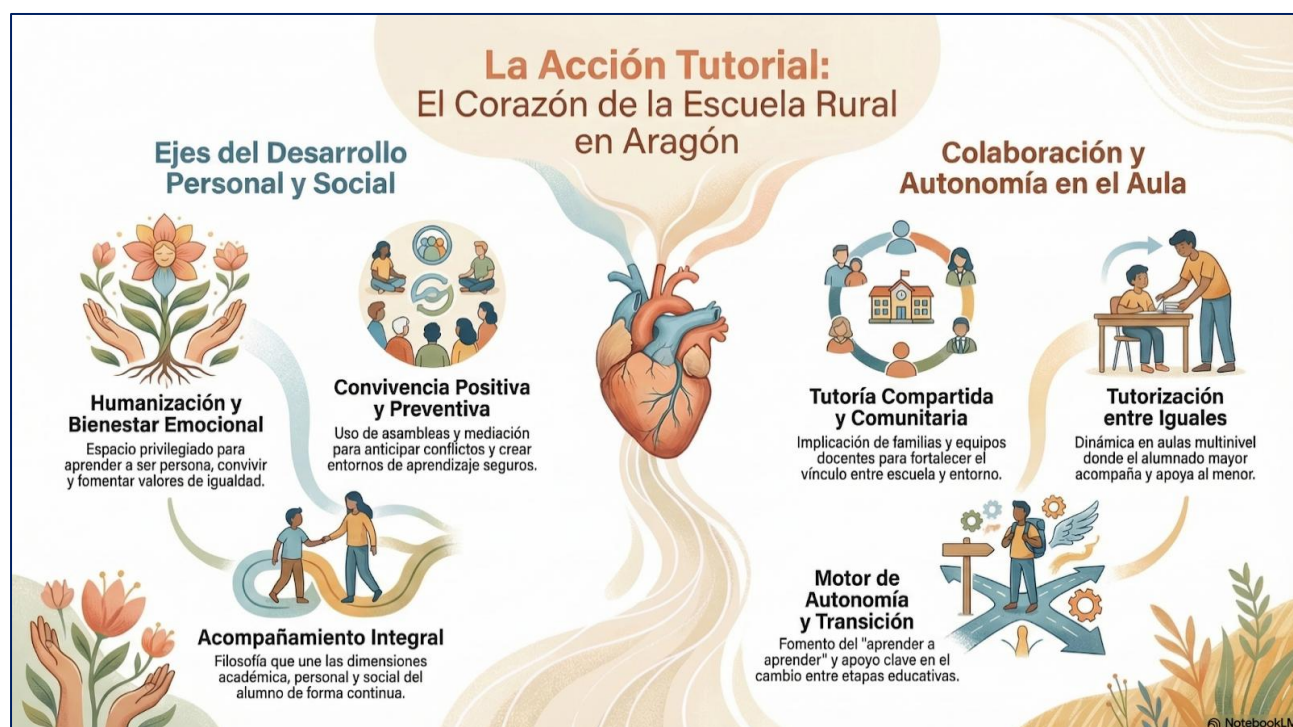 La Acción Tutorial:
El Corazón de la Escuela Rural
en Aragón
Ejes del Desarrollo
Personal y Social
Humanización y
Bienestar Emocional
Espacio privilegiado para
aprender a ser persona, convivir
y fomentar valores de igualdad.
Convivencia Positiva
y Preventiva
Uso de asambleas y mediación
para anticipar conflictos y crear
entornos de aprendizaje seguros.
Acompañamiento Integral
Filosofía que une las dimensiones
académica, personal y social del
alumno de forma continua.
Colaboración y
Autonomía en el Aula
Tutoría Compartida
y Comunitaria
Implicación de familias y equipos
docentes para fortalecer el
vínculo entre escuela y entorno.
Tutorización
entre Iguales
Dinámica en aulas multinivel
donde el alumnado mayor
acompaña y apoya al menor.
Motor de
Autonomía
y Transición
Fomento del "aprender a
aprender" y apoyo clave en el
cambio entre etapas educativas.
NotebookLM